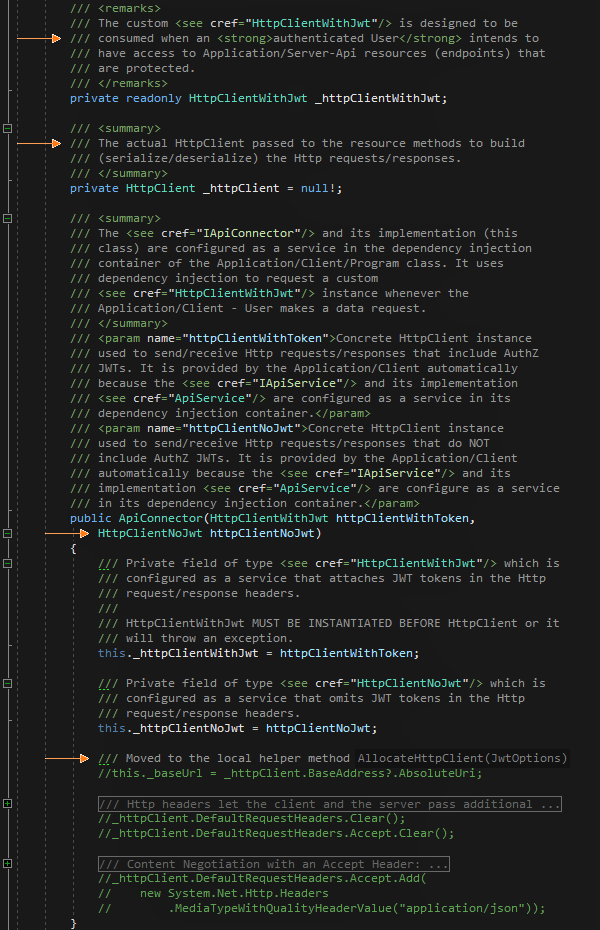 /// <remarks>
/// The custom <see cref="HttpClientWithJwt"/> is designed to be
/// consumed when an <strong>authenticated User</strong> intends to
/// have access to Application/Server-Api resources (endpoints) that
/// are protected.
/// </remarks>
private readonly HttpClientWithJwt _httpClientWithJwt;
/// <summary>
/// The actual HttpClient passed to the resource methods to build
/// (serialize/deserialize) the Http requests/responses.
/// </summary>
private HttpClient _httpClient = null!;
/// <summary>
/// The <see cref="IApiConnector"/> and its implementation (this
/// class) are configured as a service in the dependency injection
/// container of the Application/Client/Program class. It uses
/// dependency injection to request a custom
/// <see cref="HttpClientWithJwt"/> instance whenever the
/// Application/Client - User makes a data request.
/// </summary>
/// <param name="httpClientWithToken">Concrete HttpClient instance
/// used to send/receive Http requests/responses that include AuthZ
/// JWTs. It is provided by the Application/Client automatically
/// because the <see cref="IApiService"/> and its implementation
/// <see cref="ApiService"/> are configured as a service in its
/// dependency injection container.</param>
/// <param name="httpClientNoJwt">Concrete HttpClient instance
/// used to send/receive Http requests/responses that do NOT
/// include AuthZ JWTs. It is provided by the Application/Client
/// automatically because the <see cref="IApiService"/> and its
/// implementation <see cref="ApiService"/> are configure as a service
/// in its dependency injection container.</param>
public ApiConnector(HttpClientWithJwt httpClientWithToken,
HttpClientNoJwt httpClientNoJwt)
{
/// Private field of type <see cref="HttpClientWithJwt"/> which is
/// configured as a service that attaches JWT tokens in the Http
/// request/response headers.
///
/// HttpClientWithJwt MUST BE INSTANTIATED BEFORE HttpClient or it
/// will throw an exception.
this._httpClientWithJwt = httpClientWithToken;
/// Private field of type <see cref="HttpClientNoJwt"/> which is
/// configured as a service that omits JWT tokens in the Http
/// request/response headers.
this._httpClientNoJwt = httpClientNoJwt;
/// Moved to the local helper method AllocateHttpClient(JwtOptions)
//this._baseUrl = _httpClient.BaseAddress?.AbsoluteUri;
/// Http headers let the client and the server pass additional ...
//_httpClient.DefaultRequestHeaders.Clear();
//_httpClient.DefaultRequestHeaders.Accept.Clear();
/// Content Negotiation with an Accept Header: ...
//_httpClient.DefaultRequestHeaders.Accept.Add(
//    new System.Net.Http.Headers
//        .MediaTypeWithQualityHeaderValue("application/json"));
}